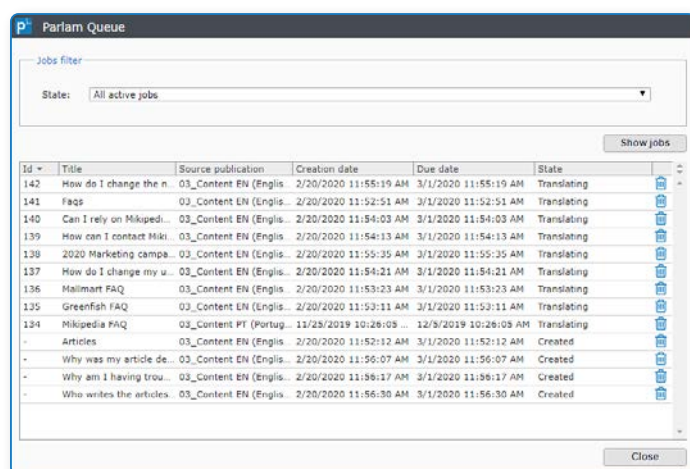 Parlam Queue
Jobs filter
State: All active jobs
Show jobs
Id Title Source publication Creation date Due date State
142 How do I change the n... 03_Content EN (Englis... 2/20/2020 11:55:19 AM 3/1/2020 11:55:19 AM Translating
141 Faqs 03_Content EN (Englis... 2/20/2020 11:52:51 AM 3/1/2020 11:52:51 AM Translating
140 Can I rely on Mikipedi... 03_Content EN (Englis... 2/20/2020 11:54:03 AM 3/1/2020 11:54:03 AM Translating
139 How can I contact Miki... 03_Content EN (Englis... 2/20/2020 11:54:13 AM 3/1/2020 11:54:13 AM Translating
138 2020 Marketing campa... 03_Content EN (Englis... 2/20/2020 11:55:35 AM 3/1/2020 11:55:35 AM Translating
137 How do I change my u... 03_Content EN (Englis... 2/20/2020 11:54:21 AM 3/1/2020 11:54:21 AM Translating
136 Mailmart FAQ 03_Content EN (Englis... 2/20/2020 11:53:23 AM 3/1/2020 11:53:23 AM Translating
135 Greenfish FAQ 03_Content EN (Englis... 2/20/2020 11:53:11 AM 3/1/2020 11:53:11 AM Translating
134 Mikipedia FAQ 03_Content PT (Portug... 11/25/2019 10:26:05 ... 12/5/2019 10:26:05 AM Translating
- Articles 03_Content EN (Englis... 2/20/2020 11:52:12 AM 3/1/2020 11:52:12 AM Created
- Why was my article de... 03_Content EN (Englis... 2/20/2020 11:56:07 AM 3/1/2020 11:56:07 AM Created
- Why am I having trou... 03_Content EN (Englis... 2/20/2020 11:56:17 AM 3/1/2020 11:56:17 AM Created
- Who writes the articles... 03_Content EN (Englis... 2/20/2020 11:56:30 AM 3/1/2020 11:56:30 AM Created
Close